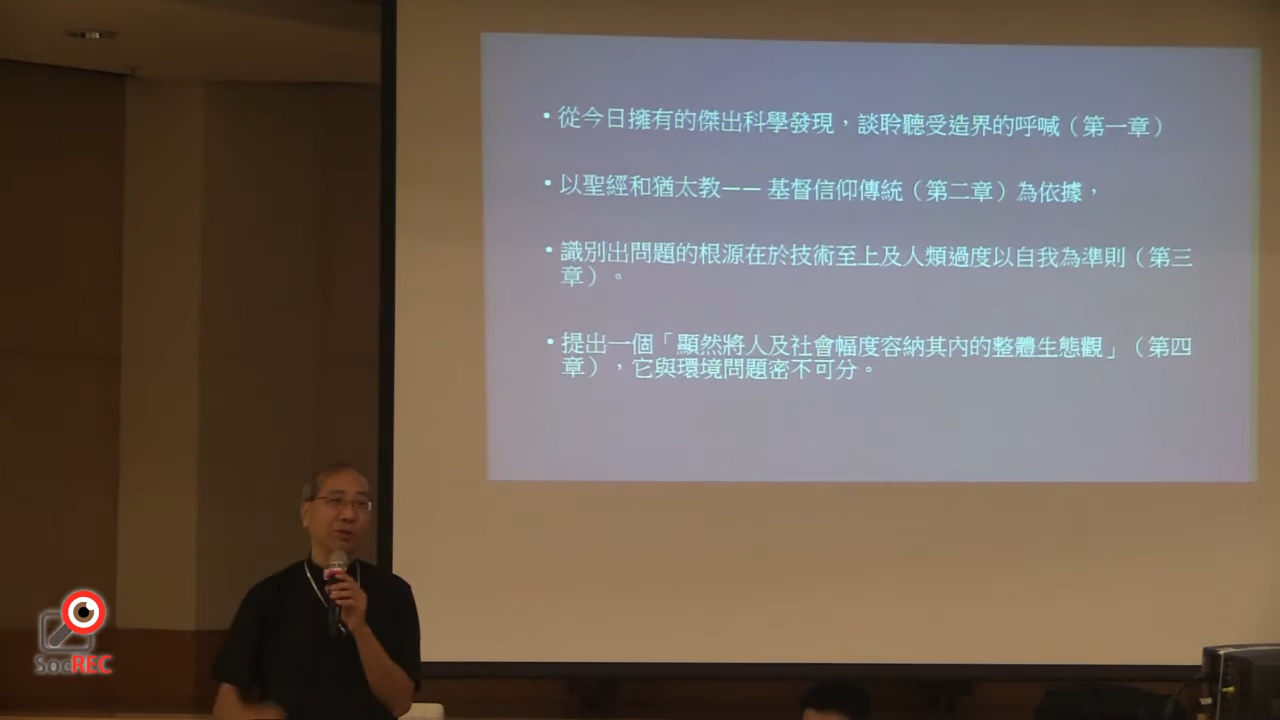 • 從今日擁有的傑出科學發現，談聆聽受造界的呼喊（第一章）
• 以聖經和猶太教—— 基督信仰傳統（第二章）為依據，
• 識別出問題的根源在於技術至上及人類過度以自我為準則（第三
章）。
• 提出一個「顯然將人及社會幅度容納其內的整體生態觀」（第四
章），它與環境問題密不可分。
SocREC